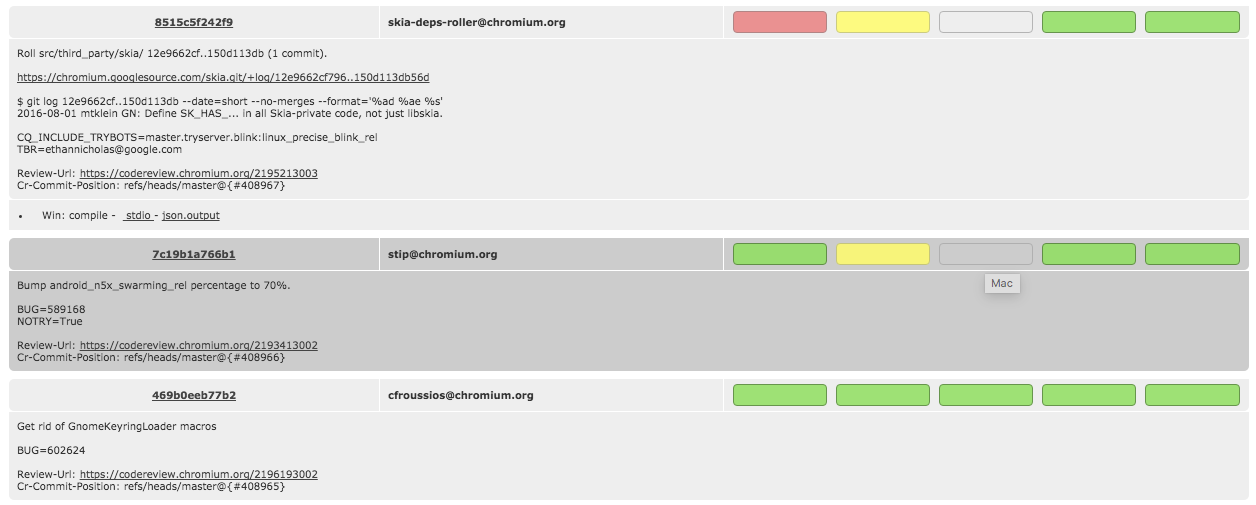 8515c5f242f9 skia-deps-roller@chromium.org
Roll src/third_party/skia/ 12e9662cf..150d113db (1 commit).
https://chromium.googlesource.com/skia.git/+log/12e9662cf796..150d113db56d
$ git log 12e9662cf..150d113db --date=short --no-merges --format='%ad %ae %s'
2016-08-01 mtklein GN: Define SK_HAS_... in all Skia-private code, not just libskia.
CQ_INCLUDE_TRYBOTS=master.tryserver.blink:linux_precise_blink_rel
TBR=ethannicholas@google.com
Review-Url: https://codereview.chromium.org/2195213003
Cr-Commit-Position: refs/heads/master@{#408967}
• Win: compile - stdio - json.output
7c19b1a766b1 stip@chromium.org
Mac
Bump android_n5x_swarming_rel percentage to 70%.
BUG=589168
NOTRY=True
Review-Url: https://codereview.chromium.org/2193413002
Cr-Commit-Position: refs/heads/master@{#408966}
469b0eeb77b2 cfroussios@chromium.org
Get rid of GnomeKeyringLoader macros
BUG=602624
Review-Url: https://codereview.chromium.org/2196193002
Cr-Commit-Position: refs/heads/master@{#408965}